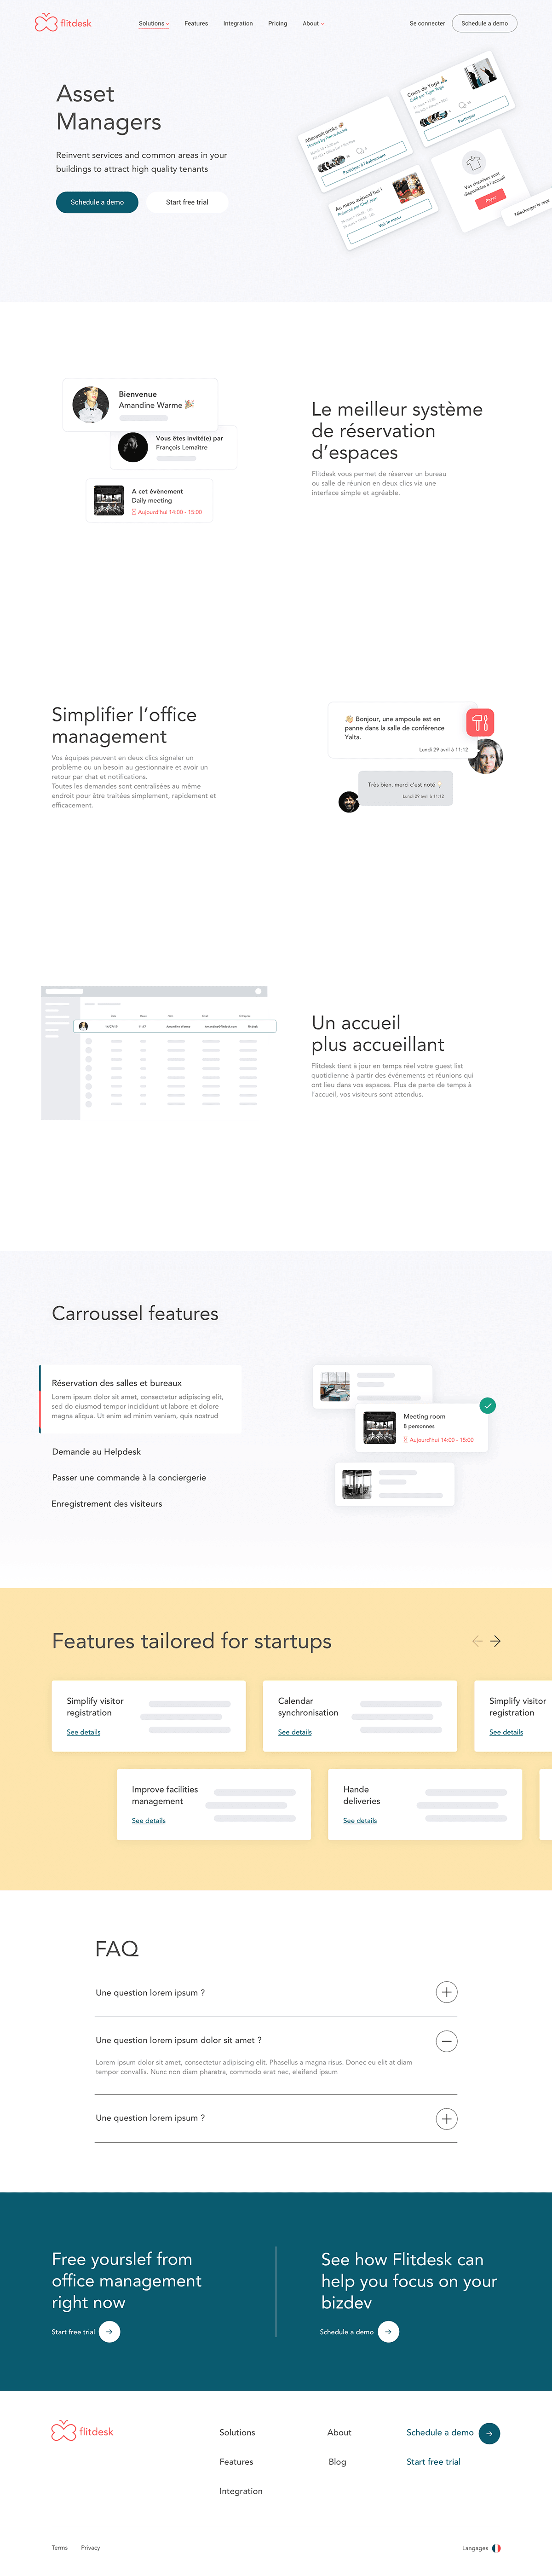 flitdesk
Solutions
Features
Integration
Pricing
About
Se connecter
Schedule a demo
Asset
Managers
Reinvent services and common areas in your
buildings to attract high quality tenants
Schedule a demo
Start free trial
Afterwork drinks
Hosted by Pierre-André
Participer à l'événement
Cours de Yoga
Créé par Tigre Yoga
Participer
Au menu aujourd'hui !
Présenté par Chef Jean
Voir le menu
Vos chemises sont
disponibles à l'accueil
Payer
Télécharger le reçu
Bienvenue
Amandine Warme
Vous êtes invité(e) par
François Lemaître
A cet évènement
Daily meeting
Aujourd'hui 14:00 - 15:00
Le meilleur système
de réservation
d'espaces
Flitdesk vous permet de réserver un bureau
ou salle de réunion en deux clics via une
interface simple et agréable.
Simplifier l'office
management
Vos équipes peuvent en deux clics signaler un
problème ou un besoin au gestionnaire et avoir un
retour par chat et notifications.
Toutes les demandes sont centralisées au même
endroit pour être traitées simplement, rapidement et
efficacement.
Bonjour, une ampoule est en
panne dans la salle de conférence
Yalta.
Lundi 29 avril à 11:12
Très bien, merci c'est noté
Lundi 29 avril à 11:12
Amandine Warme
Flitdesk
Un accueil
plus accueillant
Flitdesk tient à jour en temps réel votre guest list
quotidienne à partir des événements et réunions qui
ont lieu dans vos espaces. Plus de perte de temps à
l'accueil, vos visiteurs sont attendus.
Carroussel features
Réservation des salles et bureaux
Lorem ipsum dolor sit amet, consectetur adipiscing elit,
sed do eiusmod tempor incididunt ut labore et dolore
magna aliqua. Ut enim ad minim veniam, quis nostrud
Demande au Helpdesk
Passer une commande à la conciergerie
Enregistrement des visiteurs
Meeting room
8 personnes
Aujourd'hui 14:00 - 15:00
Features tailored for startups
Simplify visitor
registration
See details
Calendar
synchronisation
See details
Simplify visitor
registration
See details
Improve facilities
management
See details
Hande
deliveries
See details
FAQ
Une question lorem ipsum ?
Une question lorem ipsum dolor sit amet ?
Lorem ipsum dolor sit amet, consectetur adipiscing elit. Phasellus a magna risus. Donec eu elit at diam
tempor convallis. Nunc non diam pharetra, commodo erat nec, eleifend ipsum
Une question lorem ipsum ?
Free yourslef from
office management
right now
Start free trial
See how Flitdesk can
help you focus on your
bizdev
Schedule a demo
flitdesk
Solutions
About
Schedule a demo
Features
Blog
Start free trial
Integration
Terms
Privacy
Langages